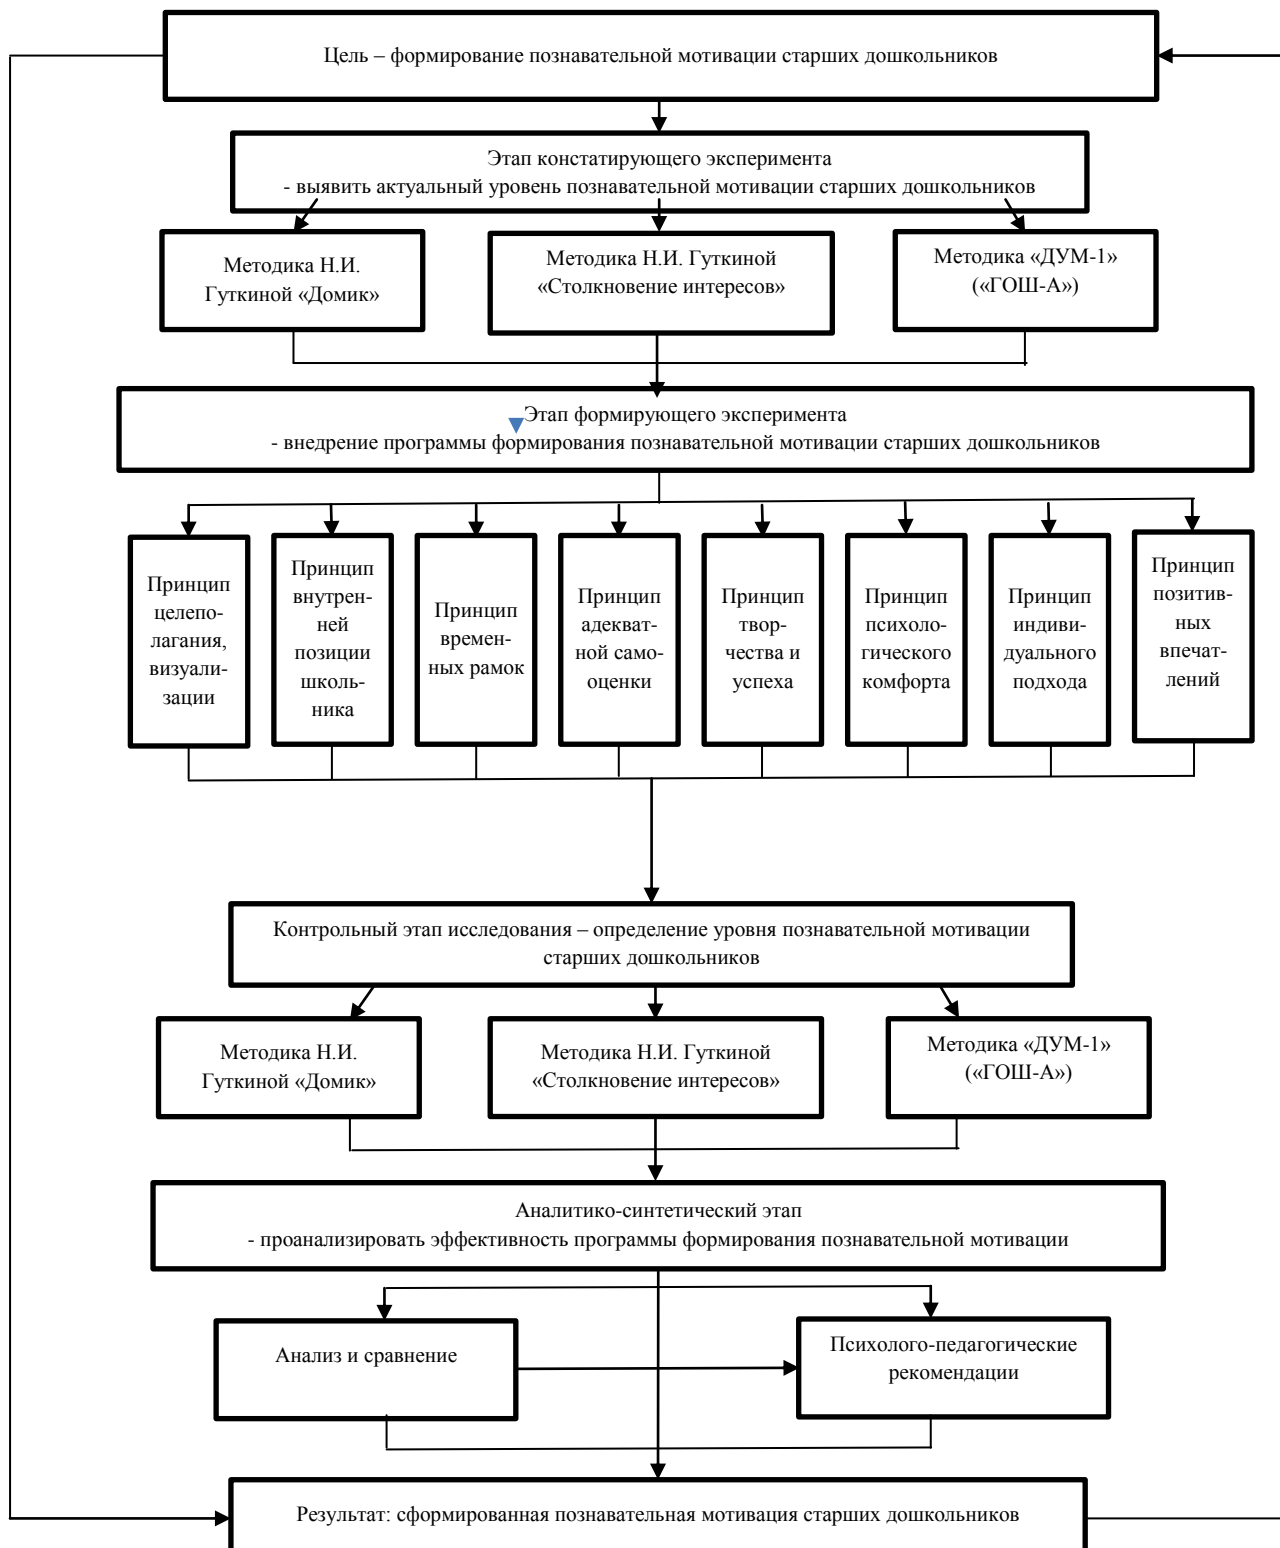 Цель – формирование познавательной мотивации старших дошкольников
Этап констатирующего эксперимента
- выявить актуальный уровень познавательной мотивации старших дошкольников
Методика Н.И.
Гуткиной «Домик»
Методика Н.И. Гуткиной
«Столкновение интересов»
Методика «ДУМ-1»
(«ГОШ-А»)
Этап формирующего эксперимента
- внедрение программы формирования познавательной мотивации старших дошкольников
Принцип
целепо-
лагания,
визуали-
зации
Принцип
внутрен-
ней
позиции
школь-
ника
Принцип
времен-
ных рамок
Принцип
адекват-
ной само-
оценки
Принцип
твор-
чества и
успеха
Принцип
психоло-
гического
комфорта
Принцип
индиви-
дуального
подхода
Принцип
позитив-
ных
впечат-
лений
Контрольный этап исследования – определение уровня познавательной мотивации
старших дошкольников
Методика Н.И.
Гуткиной «Домик»
Методика Н.И. Гуткиной
«Столкновение интересов»
Методика «ДУМ-1»
(«ГОШ-А»)
Аналитико-синтетический этап
- проанализировать эффективность программы формирования познавательной мотивации
Анализ и сравнение
Психолого-педагогические
рекомендации
Результат: сформированная познавательная мотивация старших дошкольников